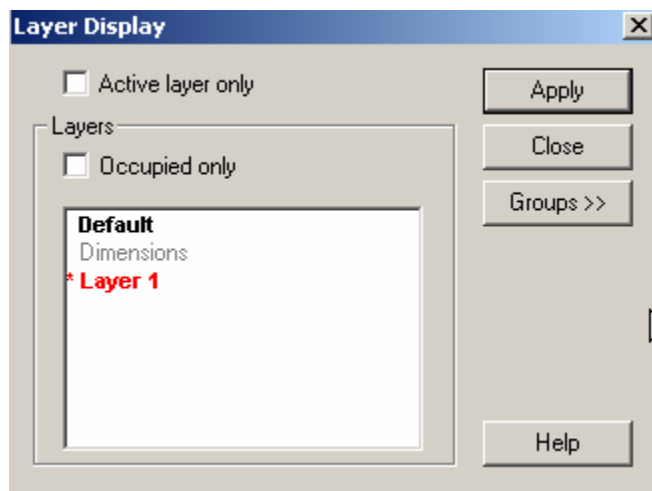 Layer Display
Active layer only
Apply
Layers
Close
Occupied only
Groups >>
Default
Dimensions
* Layer 1
Help